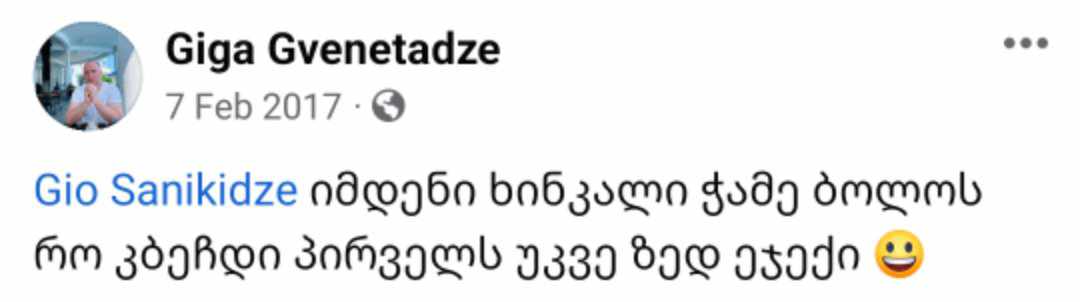 Giga Gvenetadze
7 Feb 2017 ·
Gio Sanikidze იმდენი ხინკალი ჭამე ბოლოს
რო კბეჩდი პირველს უკვე ზედ ეჯექი 😀